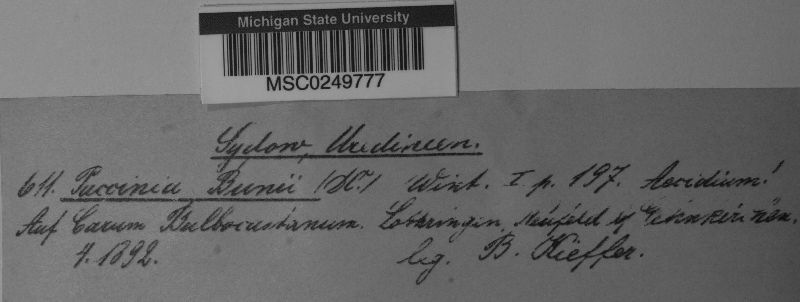 Michigan State University
MSC0249777
Sydow, Uredineen.
611. Puccinia Bunii (DC.) Wint. I. p. 197. Aecidium!
Auf Carum Bulbocastanum. Lothringen,
4. 1892. leg. B. Kieffer.